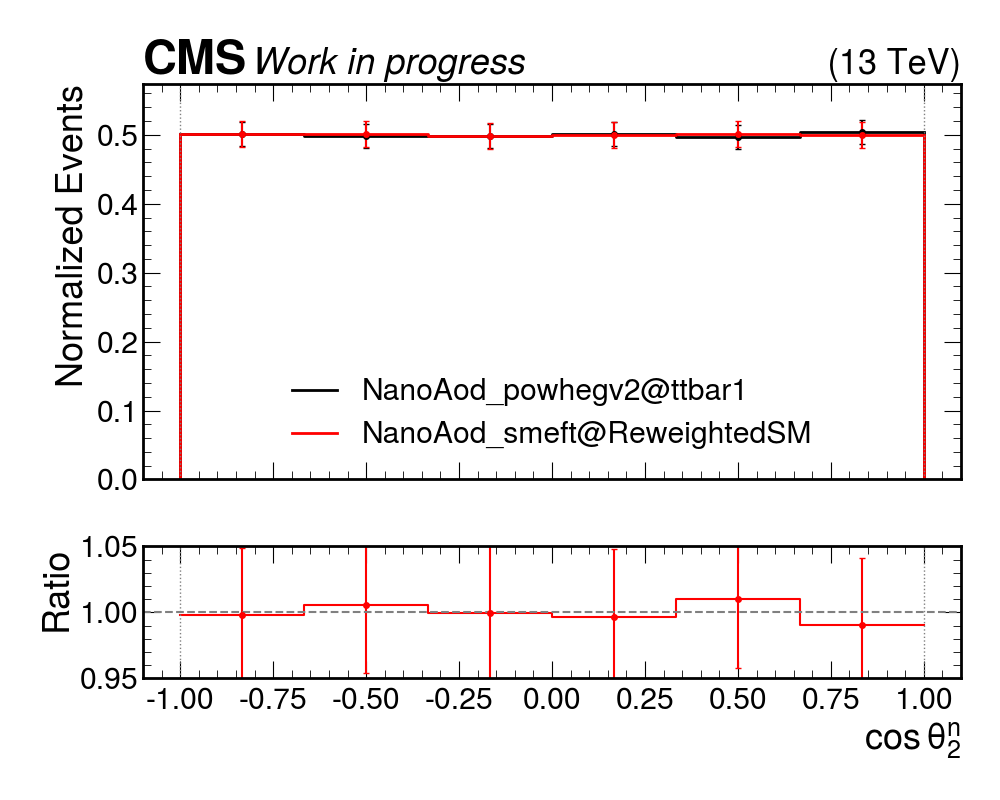 CMS Work in progress (13 TeV)
Normalized Events
0.5
0.4
0.3
0.2
0.1
0.0
NanoAod_powhegv2@ttbar1
NanoAod_smeft@ReweightedSM
Ratio
1.05
1.00
0.95
-1.00 -0.75 -0.50 -0.25 0.00 0.25 0.50 0.75 1.00
cos θ₂ⁿ